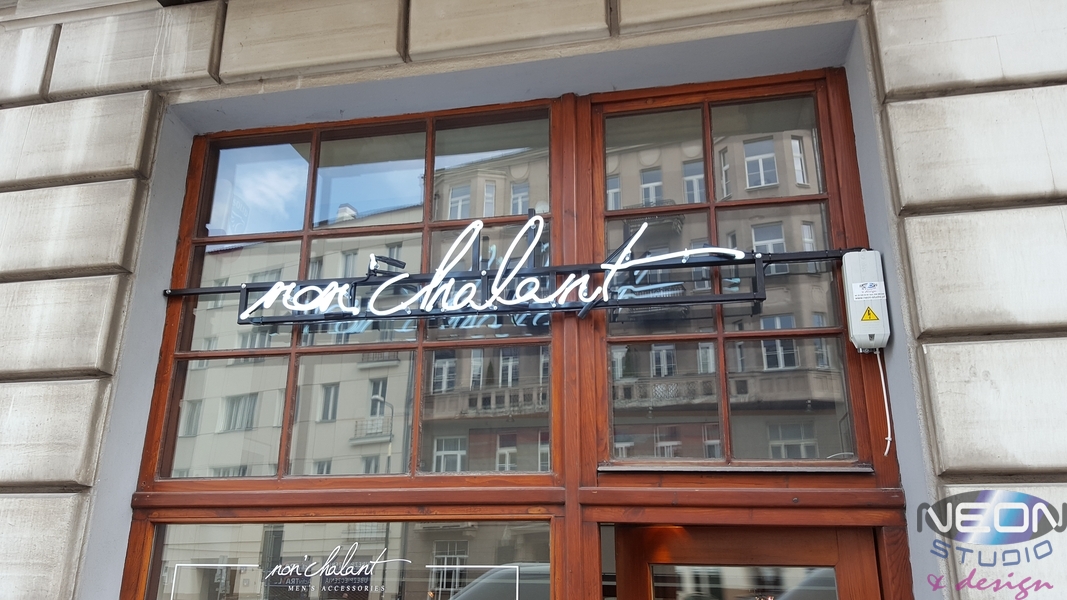 non'chalant
non'chalant
MEN'S ACCESSORIES
NEON
STUDIO
& design